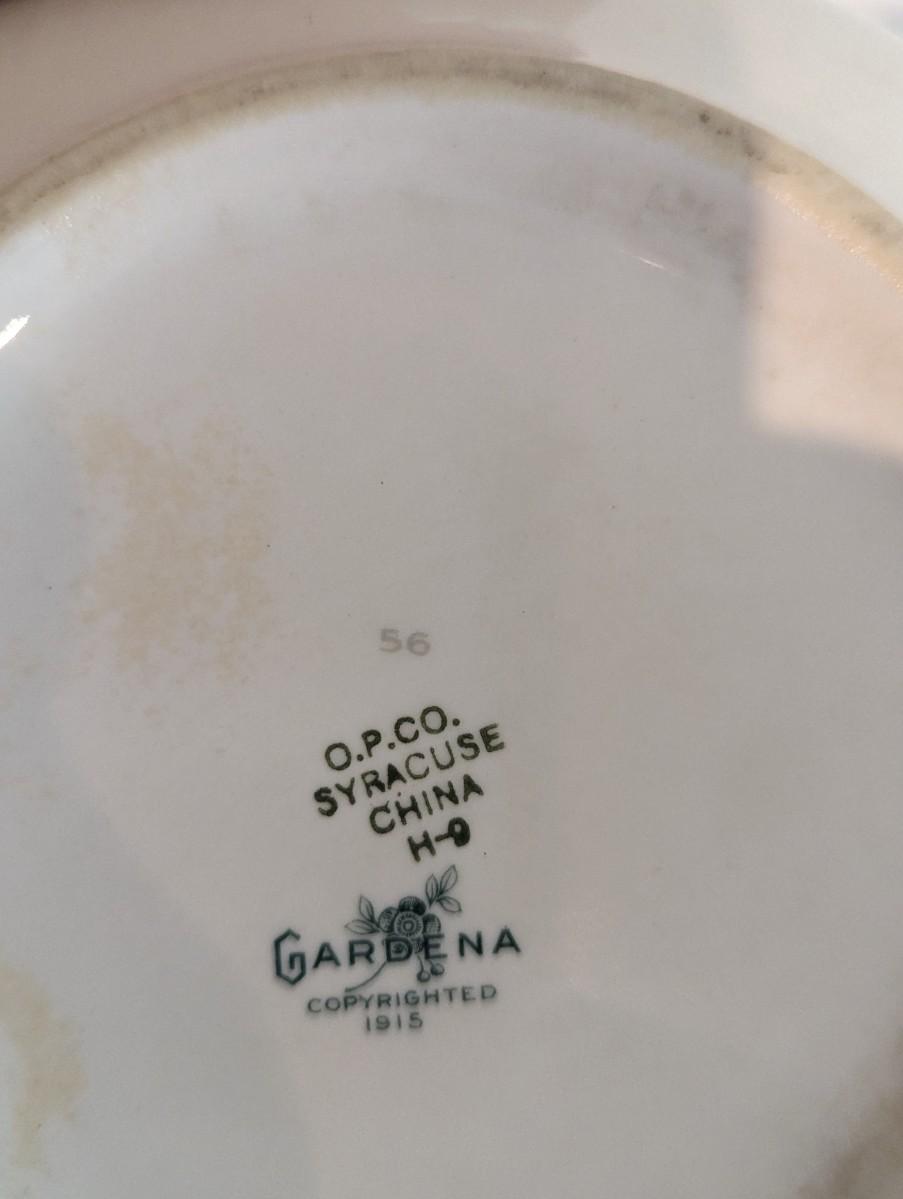 56
O.P.CO.
SYRACUSE
CHINA
H-9
GARDENA
COPYRIGHTED
1915